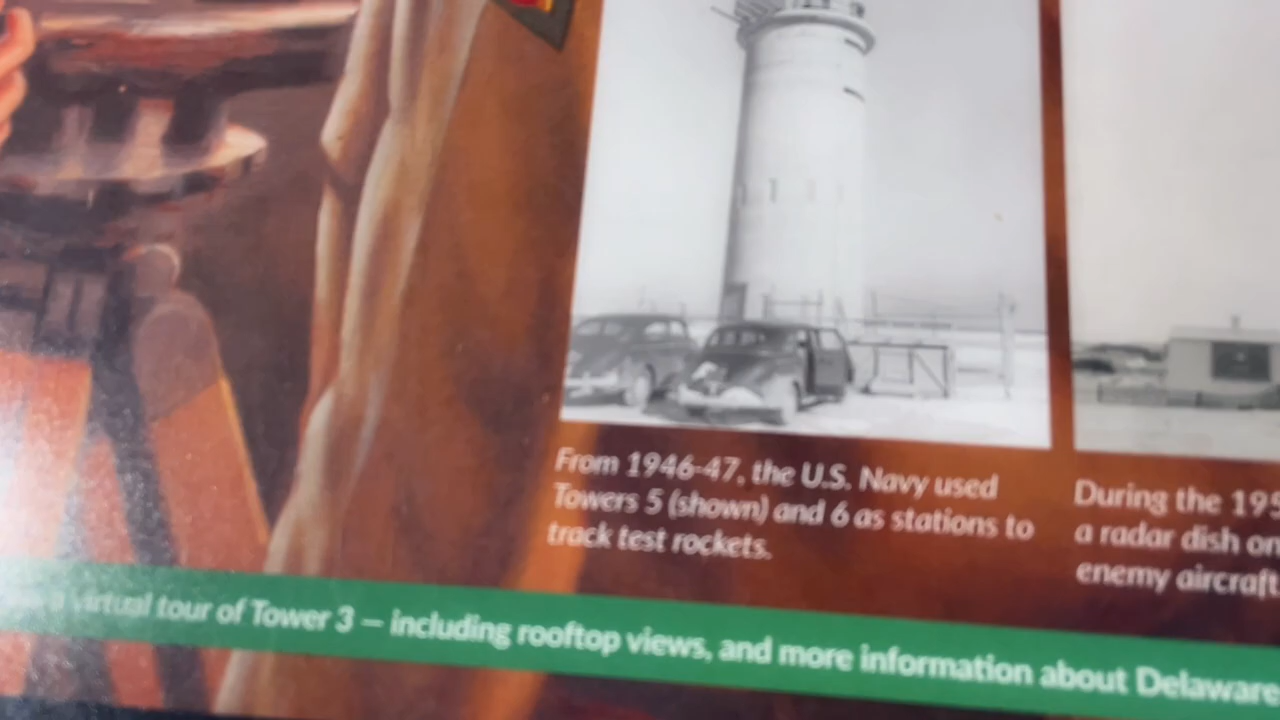 From 1946-47, the U.S. Navy used
Towers 5 (shown) and 6 as stations to
track test rockets.
During the 195
a radar dish on
enemy aircraft
a virtual tour of Tower 3 — including rooftop views, and more information about Delaware